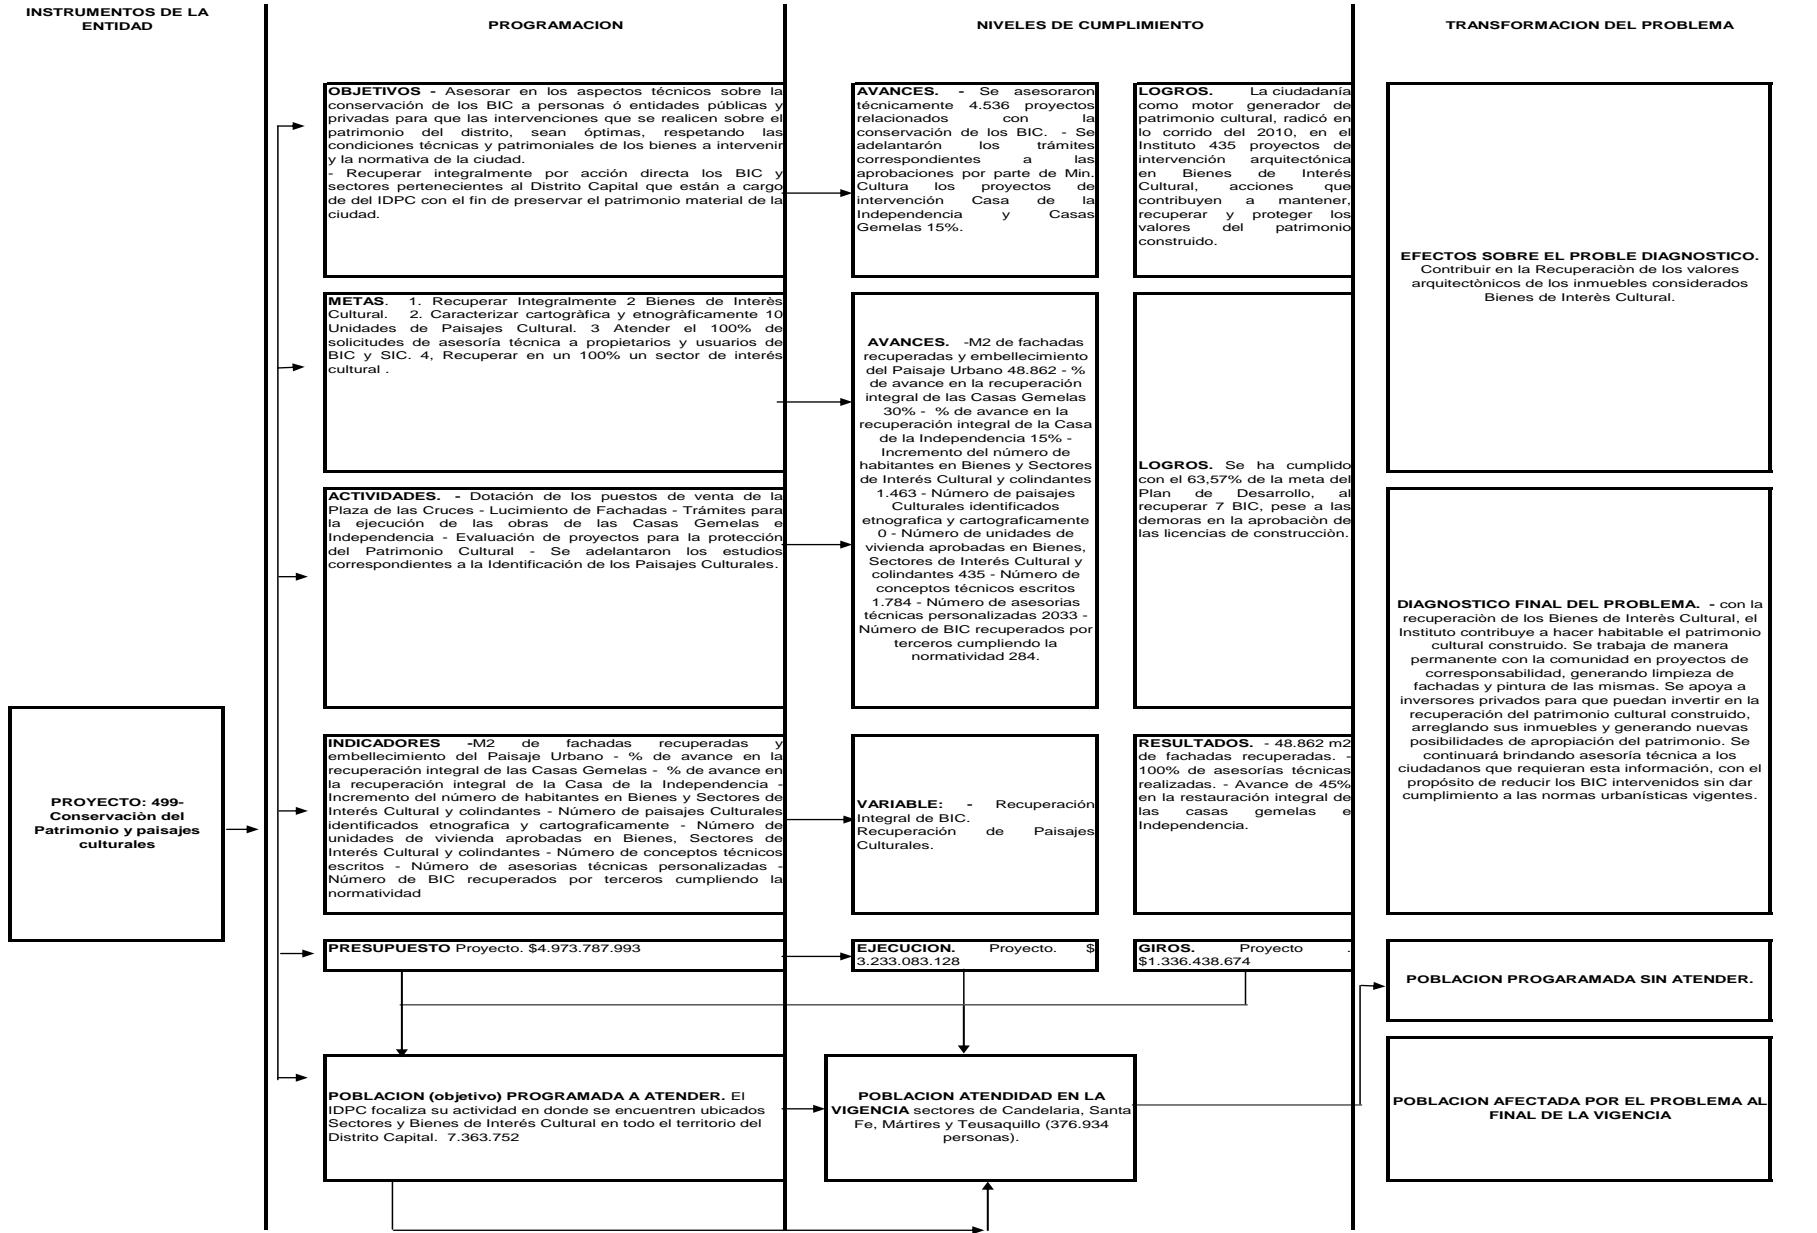 INSTRUMENTOS DE LA
ENTIDAD
PROGRAMACION
NIVELES DE CUMPLIMIENTO
TRANSFORMACION DEL PROBLEMA
PROYECTO: 499-
Conservaciòn del
Patrimonio y paisajes
culturales
OBJETIVOS - Asesorar en los aspectos técnicos sobre la
conservación de los BIC a personas ó entidades públicas y
privadas para que las intervenciones que se realicen sobre el
patrimonio del distrito, sean óptimas, respetando las
condiciones técnicas y patrimoniales de los bienes a intervenir
y la normativa de la ciudad.
- Recuperar integralmente por acción directa los BIC y
sectores pertenecientes al Distrito Capital que están a cargo
de del IDPC con el fin de preservar el patrimonio material de la
ciudad.
AVANCES. - Se asesoraron
técnicamente 4.536 proyectos
relacionados con la
conservación de los BIC. - Se
adelantarón los trámites
correspondientes a las
aprobaciones por parte de Min.
Cultura los proyectos de
intervención Casa de la
Independencia y Casas
Gemelas 15%.
LOGROS. La ciudadanía
como motor generador de
patrimonio cultural, radicó en
lo corrido del 2010, en el
Instituto 435 proyectos de
intervención arquitectónica
en Bienes de Interés
Cultural, acciones que
contribuyen a mantener,
recuperar y proteger los
valores del patrimonio
construido.
EFECTOS SOBRE EL PROBLE DIAGNOSTICO.
Contribuir en la Recuperaciòn de los valores
arquitectònicos de los inmuebles considerados
Bienes de Interès Cultural.
METAS. 1. Recuperar Integralmente 2 Bienes de Interès
Cultural. 2. Caracterizar cartogràfica y etnogràficamente 10
Unidades de Paisajes Cultural. 3 Atender el 100% de
solicitudes de asesoría técnica a propietarios y usuarios de
BIC y SIC. 4, Recuperar en un 100% un sector de interés
cultural .
ACTIVIDADES. - Dotación de los puestos de venta de la
Plaza de las Cruces - Lucimiento de Fachadas - Trámites para
la ejecución de las obras de las Casas Gemelas e
Independencia - Evaluación de proyectos para la protección
del Patrimonio Cultural - Se adelantaron los estudios
correspondientes a la Identificación de los Paisajes Culturales.
AVANCES. -M2 de fachadas
recuperadas y embellecimiento
del Paisaje Urbano 48.862 - %
de avance en la recuperación
integral de las Casas Gemelas
30% - % de avance en la
recuperación integral de la Casa
de la Independencia 15% -
Incremento del número de
habitantes en Bienes y Sectores
de Interés Cultural y colindantes
1.463 - Número de paisajes
Culturales identificados
etnografica y cartograficamente
0 - Número de unidades de
vivienda aprobadas en Bienes,
Sectores de Interés Cultural y
colindantes 435 - Número de
conceptos técnicos escritos
1.784 - Número de asesorias
técnicas personalizadas 2033 -
Número de BIC recuperados por
terceros cumpliendo la
normatividad 284.
LOGROS. Se ha cumplido
con el 63,57% de la meta del
Plan de Desarrollo, al
recuperar 7 BIC, pese a las
demoras en la aprobaciòn de
las licencias de construcciòn.
DIAGNOSTICO FINAL DEL PROBLEMA. - con la
recuperaciòn de los Bienes de Interès Cultural, el
Instituto contribuye a hacer habitable el patrimonio
cultural construido. Se trabaja de manera
permanente con la comunidad en proyectos de
corresponsabilidad, generando limpieza de
fachadas y pintura de las mismas. Se apoya a
inversores privados para que puedan invertir en la
recuperación del patrimonio cultural construido,
arreglando sus inmuebles y generando nuevas
posibilidades de apropiación del patrimonio. Se
continuará brindando asesoría técnica a los
ciudadanos que requieran esta información, con el
propósito de reducir los BIC intervenidos sin dar
cumplimiento a las normas urbanísticas vigentes.
INDICADORES -M2 de fachadas recuperadas y
embellecimiento del Paisaje Urbano - % de avance en la
recuperación integral de las Casas Gemelas - % de avance en
la recuperación integral de la Casa de la Independencia -
Incremento del número de habitantes en Bienes y Sectores de
Interés Cultural y colindantes - Número de paisajes Culturales
identificados etnografica y cartograficamente - Número de
unidades de vivienda aprobadas en Bienes, Sectores de
Interés Cultural y colindantes - Número de conceptos técnicos
escritos - Número de asesorias técnicas personalizadas -
Número de BIC recuperados por terceros cumpliendo la
normatividad
VARIABLE: - Recuperación
Integral de BIC.
Recuperación de Paisajes
Culturales.
RESULTADOS. - 48.862 m2
de fachadas recuperadas. -
100% de asesorías técnicas
realizadas. - Avance de 45%
en la restauración integral de
las casas gemelas e
Independencia.
PRESUPUESTO Proyecto. $4.973.787.993
EJECUCION. Proyecto. $
3.233.083.128
GIROS. Proyecto .
$1.336.438.674
POBLACION PROGARAMADA SIN ATENDER.
POBLACION (objetivo) PROGRAMADA A ATENDER. El
IDPC focaliza su actividad en donde se encuentren ubicados
Sectores y Bienes de Interés Cultural en todo el territorio del
Distrito Capital. 7.363.752
POBLACION ATENDIDAD EN LA
VIGENCIA sectores de Candelaria, Santa
Fe, Mártires y Teusaquillo (376.934
personas).
POBLACION AFECTADA POR EL PROBLEMA AL
FINAL DE LA VIGENCIA